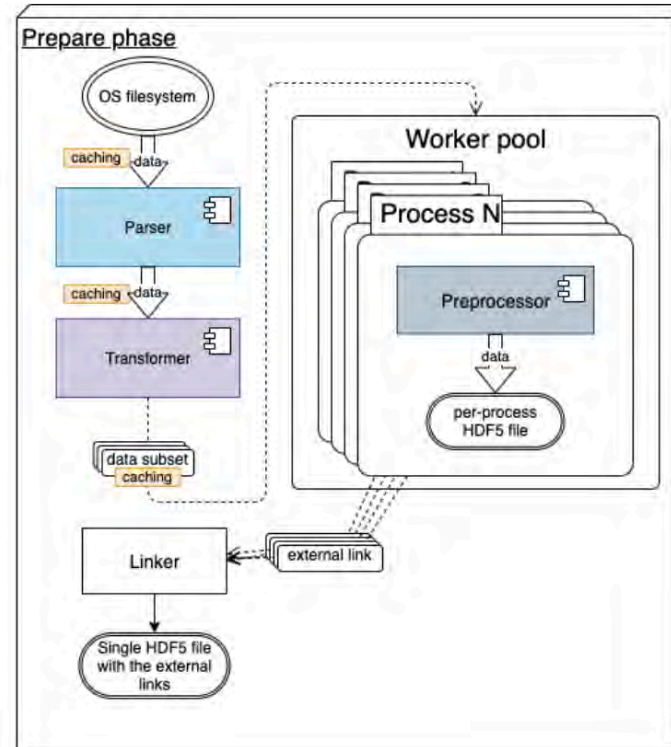 Prepare phase
OS filesystem
caching
data
Parser
caching
data
Transformer
data subset
caching
Worker pool
Process N
Preprocessor
data
per-process
HDF5 file
external link
Linker
Single HDF5 file
with the external
links